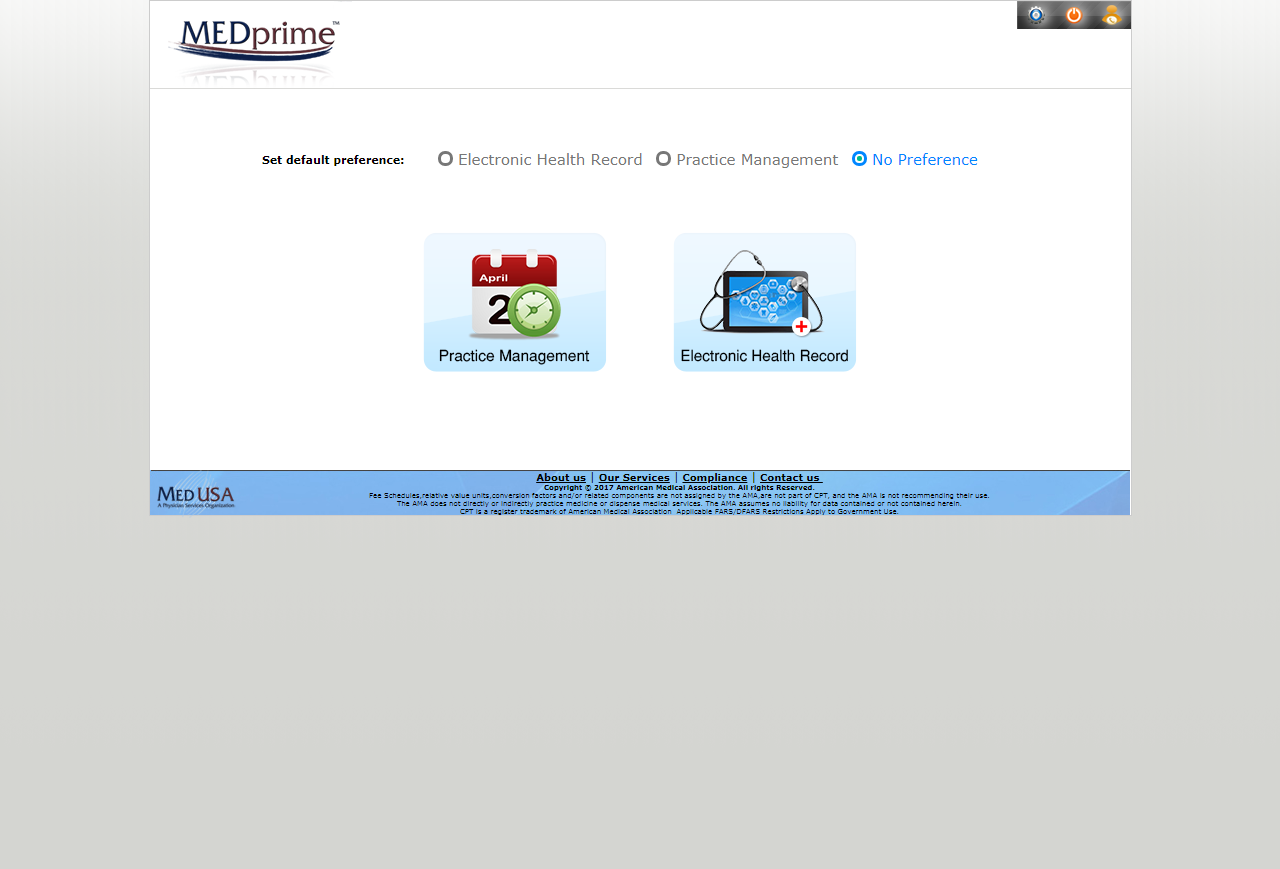 MEDprime™
Set default preference: Electronic Health Record Practice Management No Preference
April
2
Practice Management
Electronic Health Record
About us | Our Services | Compliance | Contact us
Copyright © 2017 American Medical Association. All rights Reserved.
Fee Schedules,relative value units,conversion factors and/or related components are not assigned by the AMA,are not part of CPT, and the AMA is not recommending their use.
The AMA does not directly or indirectly practice medicine or dispense medical services. The AMA assumes no liability for data contained or not contained herein.
CPT is a register trademark of American Medical Association Applicable FARS/DFARS Restrictions Apply to Government Use.
MED USA
A Physician Services Organization